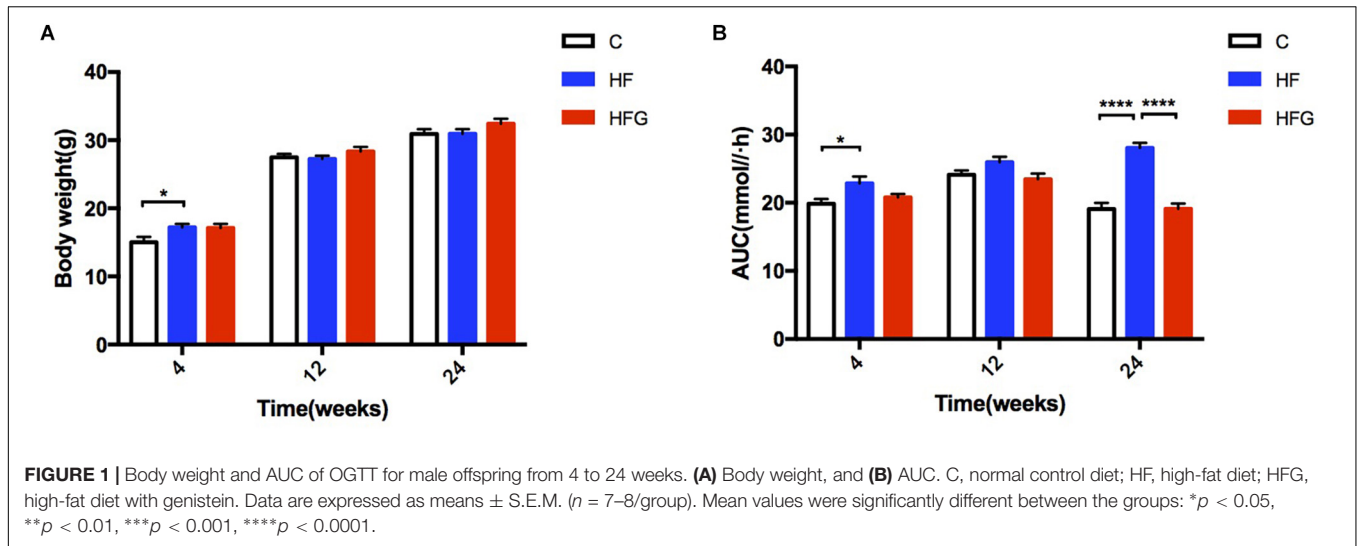 A
C
HF
HFG
40
30
20
10
0
Body weight(g)
*
4
12
24
Time(weeks)
B
C
HF
HFG
40
30
20
10
0
AUC(mmol//·h)
*
**** ****
4
12
24
Time(weeks)
FIGURE 1 | Body weight and AUC of OGTT for male offspring from 4 to 24 weeks. (A) Body weight, and (B) AUC. C, normal control diet; HF, high-fat diet; HFG,
high-fat diet with genistein. Data are expressed as means ± S.E.M. (n = 7–8/group). Mean values were significantly different between the groups: *p < 0.05,
**p < 0.01, ***p < 0.001, ****p < 0.0001.